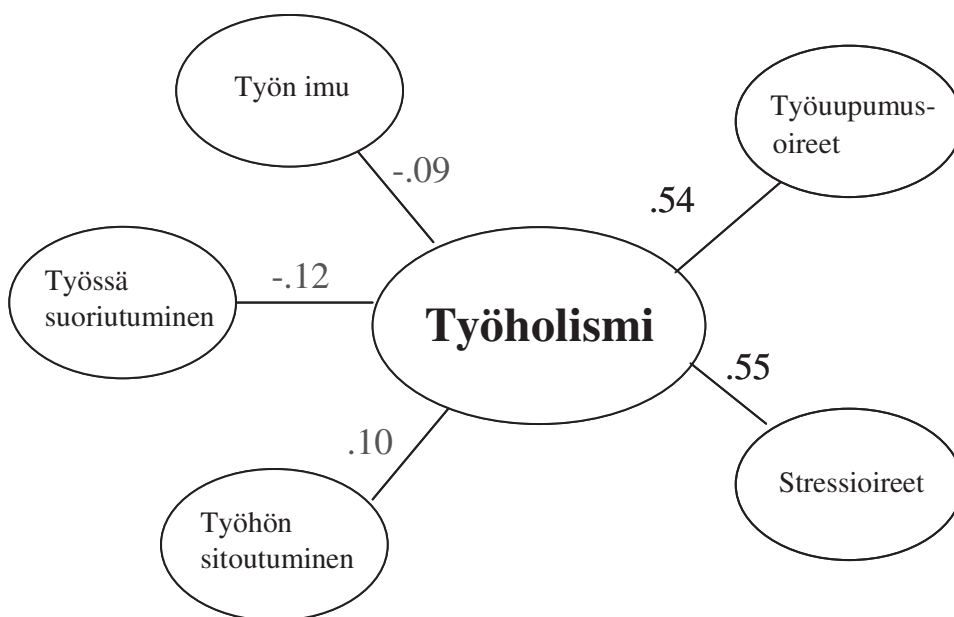 Työn imu
Työuupumus-
oireet
-.09
.54
Työssä
suoriutuminen
-.12
Työholismi
.55
.10
Stressioireet
Työhön
sitoutuminen